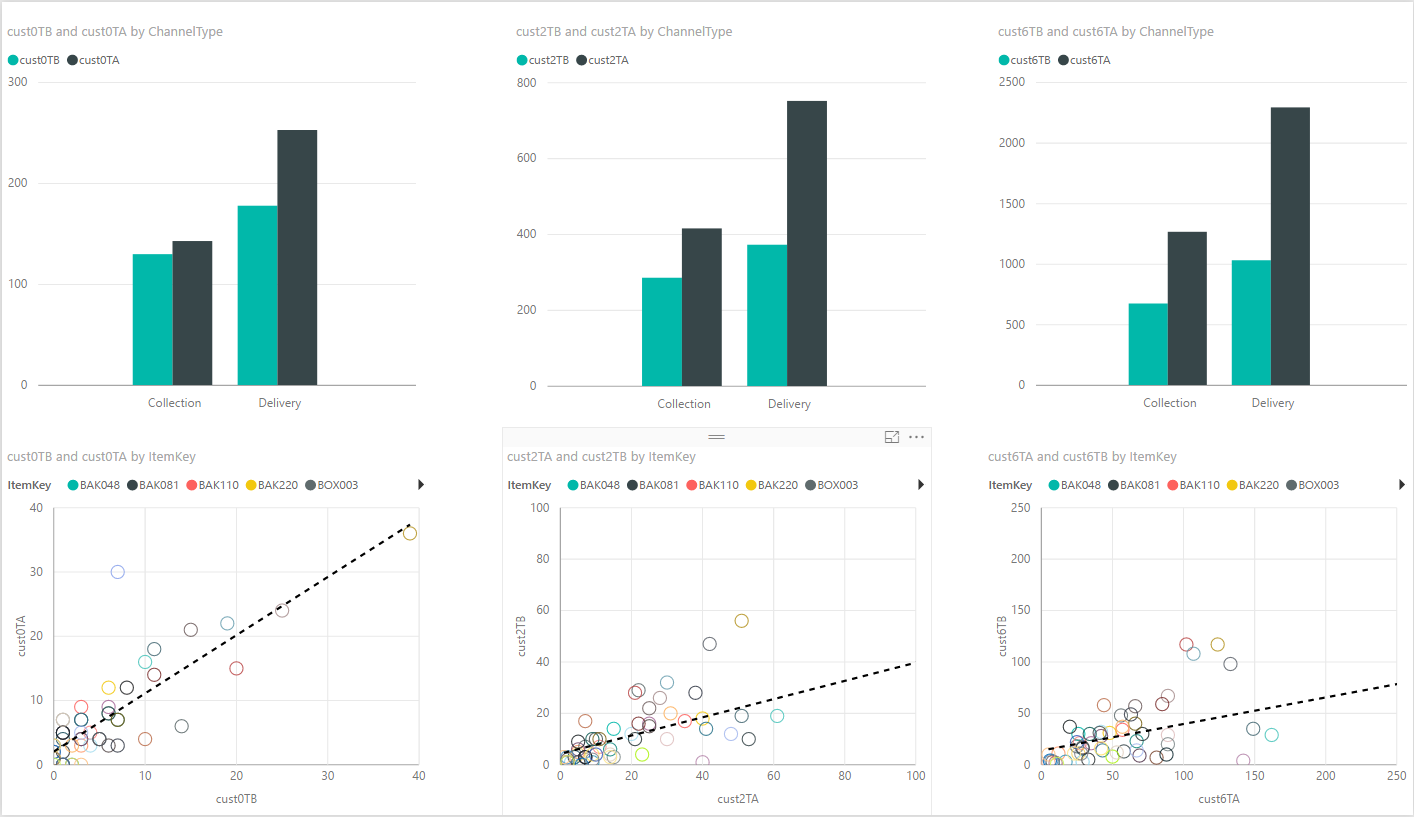 cust0TB and cust0TA by ChannelType
cust0TB cust0TA
300
200
100
0
Collection Delivery
cust2TB and cust2TA by ChannelType
cust2TB cust2TA
800
600
400
200
0
Collection Delivery
cust6TB and cust6TA by ChannelType
cust6TB cust6TA
2500
2000
1500
1000
500
0
Collection Delivery
cust0TB and cust0TA by ItemKey
ItemKey BAK048 BAK081 BAK110 BAK220 BOX003
40
30
20
10
0
cust0TA
0 10 20 30 40
cust0TB
cust2TA and cust2TB by ItemKey
ItemKey BAK048 BAK081 BAK110 BAK220 BOX003
100
80
60
40
20
0
cust2TB
0 20 40 60 80 100
cust2TA
cust6TA and cust6TB by ItemKey
ItemKey BAK048 BAK081 BAK110 BAK220 BOX003
250
200
150
100
50
0
cust6TB
0 50 100 150 200 250
cust6TA